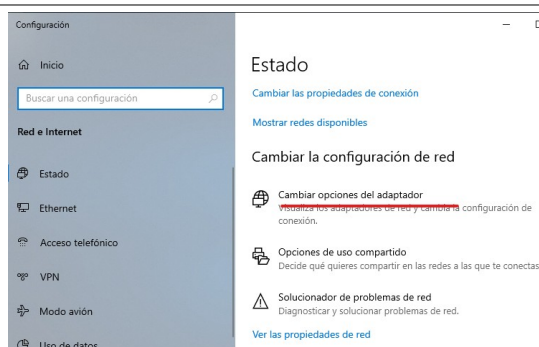 Configuración
Inicio
Buscar una configuración
Red e Internet
Estado
Ethernet
Acceso telefónico
VPN
Modo avión
Uso de datos
Estado
Cambiar las propiedades de conexión
Mostrar redes disponibles
Cambiar la configuración de red
Cambiar opciones del adaptador
Visualiza los adaptadores de red y cambia la configuración de
conexión.
Opciones de uso compartido
Decide qué quieres compartir en las redes a las que te conectas.
Solucionador de problemas de red
Diagnosticar y solucionar problemas de red.
Ver las propiedades de red